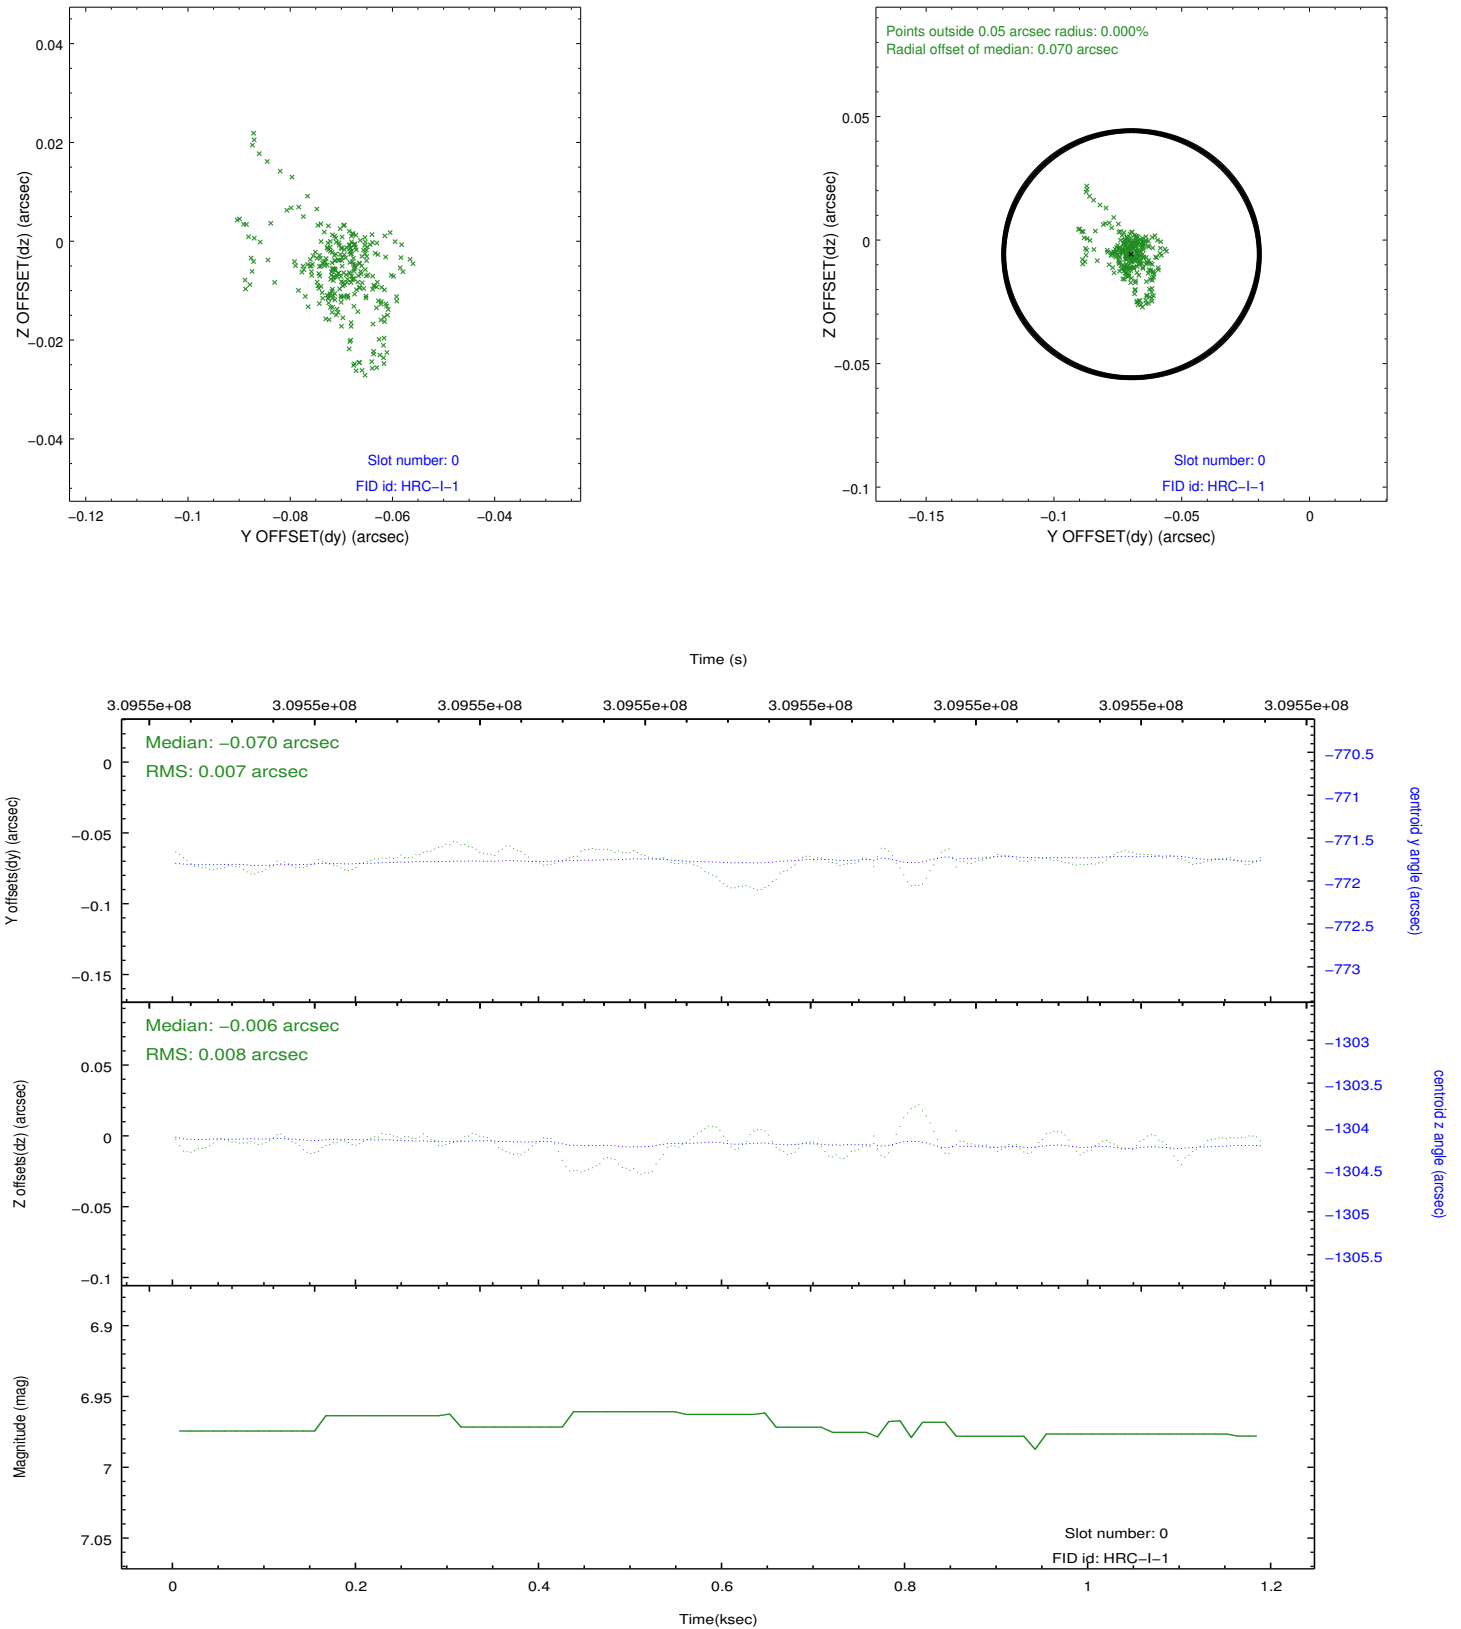 0.04
0.02
0
−0.02
−0.04
Z OFFSET(dz) (arcsec)
Slot number: 0
FID id: HRC−I−1
−0.12
−0.1
−0.08
−0.06
−0.04
Y OFFSET(dy) (arcsec)
Points outside 0.05 arcsec radius: 0.000%
Radial offset of median: 0.070 arcsec
0.05
0
−0.05
−0.1
Z OFFSET(dz) (arcsec)
Slot number: 0
FID id: HRC−I−1
−0.15
−0.1
−0.05
0
Y OFFSET(dy) (arcsec)
Time (s)
3.0955e+08
3.0955e+08
3.0955e+08
3.0955e+08
3.0955e+08
3.0955e+08
3.0955e+08
3.0955e+08
Median: −0.070 arcsec
RMS: 0.007 arcsec
0
−0.05
−0.1
−0.15
Y offsets(dy) (arcsec)
−770.5
−771
−771.5
−772
−772.5
−773
centroid y angle (arcsec)
Median: −0.006 arcsec
RMS: 0.008 arcsec
0.05
0
−0.05
−0.1
Z offsets(dz) (arcsec)
−1303
−1303.5
−1304
−1304.5
−1305
−1305.5
centroid z angle (arcsec)
6.9
6.95
7
7.05
Magnitude (mag)
Slot number: 0
FID id: HRC−I−1
0
0.2
0.4
0.6
0.8
1
1.2
Time(ksec)